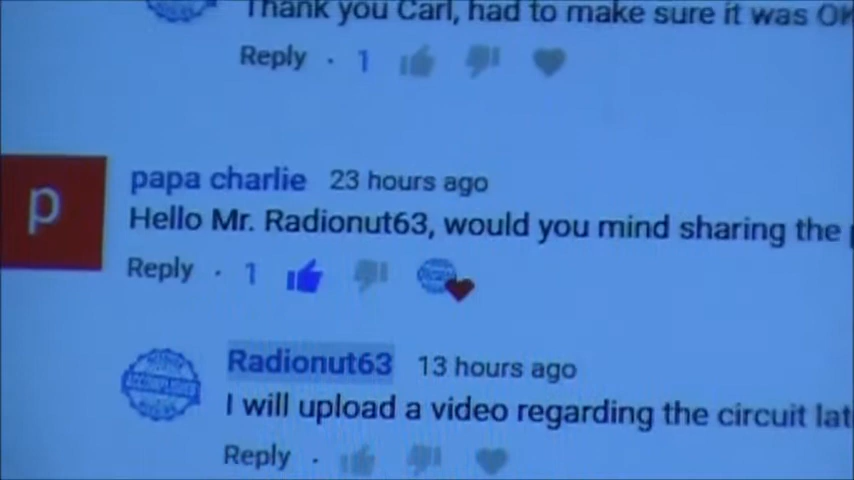 Thank you Carl, had to make sure it was OK
Reply · 1
p
papa charlie 23 hours ago
Hello Mr. Radionut63, would you mind sharing the
Reply · 1
Radionut63 13 hours ago
ACCOMPLISHED
I will upload a video regarding the circuit lat
Reply ·